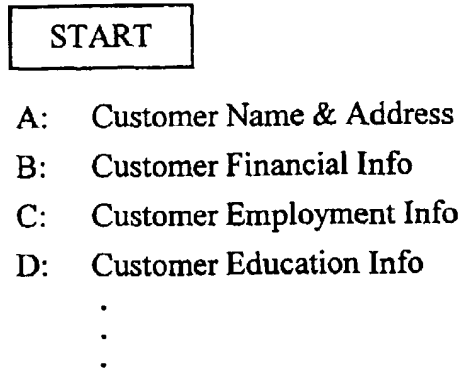 START
A: Customer Name & Address
B: Customer Financial Info
C: Customer Employment Info
D: Customer Education Info
.
.
.